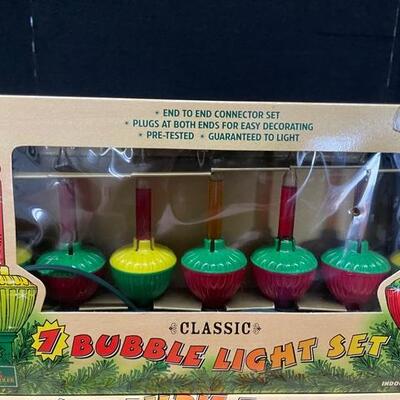 • END TO END CONNECTOR SET
• PLUGS AT BOTH ENDS FOR EASY DECORATING
• PRE-TESTED • GUARANTEED TO LIGHT
CLASSIC
7 BUBBLE LIGHT SET
INDOO